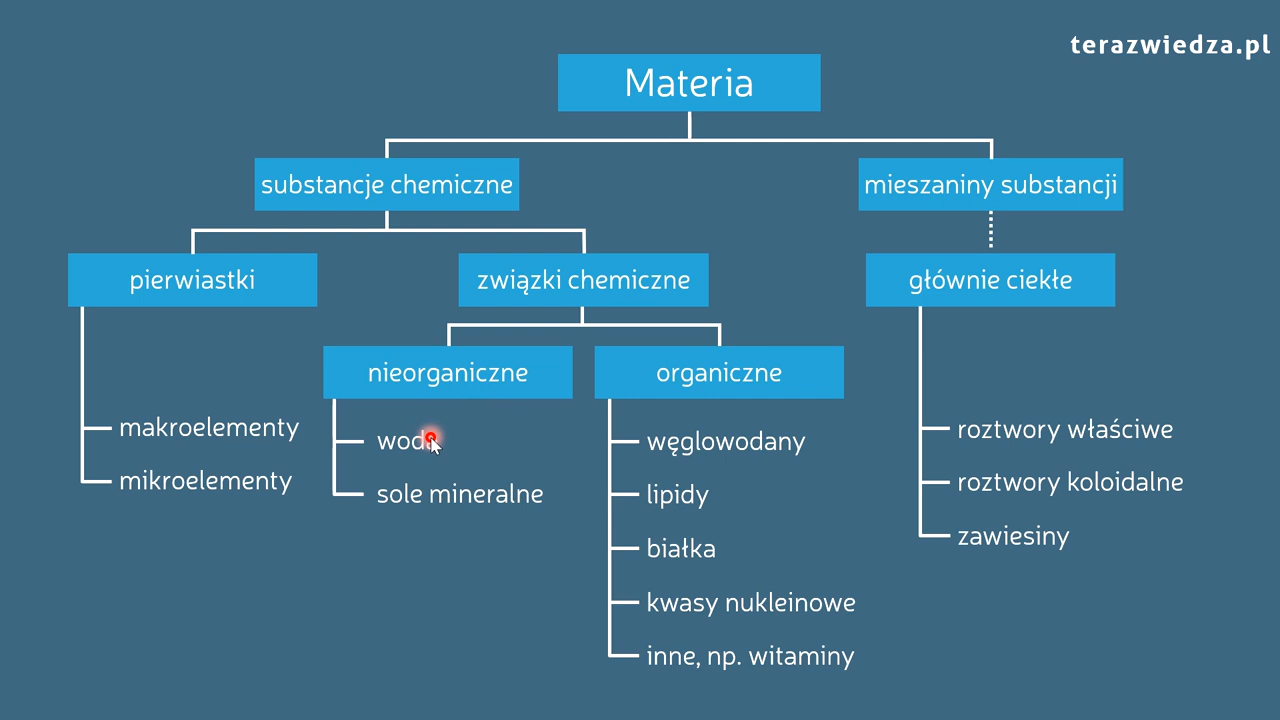 terazwiedza.pl
Materia
substancje chemiczne
mieszaniny substancji
pierwiastki
związki chemiczne
głównie ciekłe
nieorganiczne
organiczne
makroelementy
mikroelementy
sole mineralne
węglowodany
lipidy
białka
kwasy nukleinowe
inne, np. witaminy
roztwory właściwe
roztwory koloidalne
zawiesiny